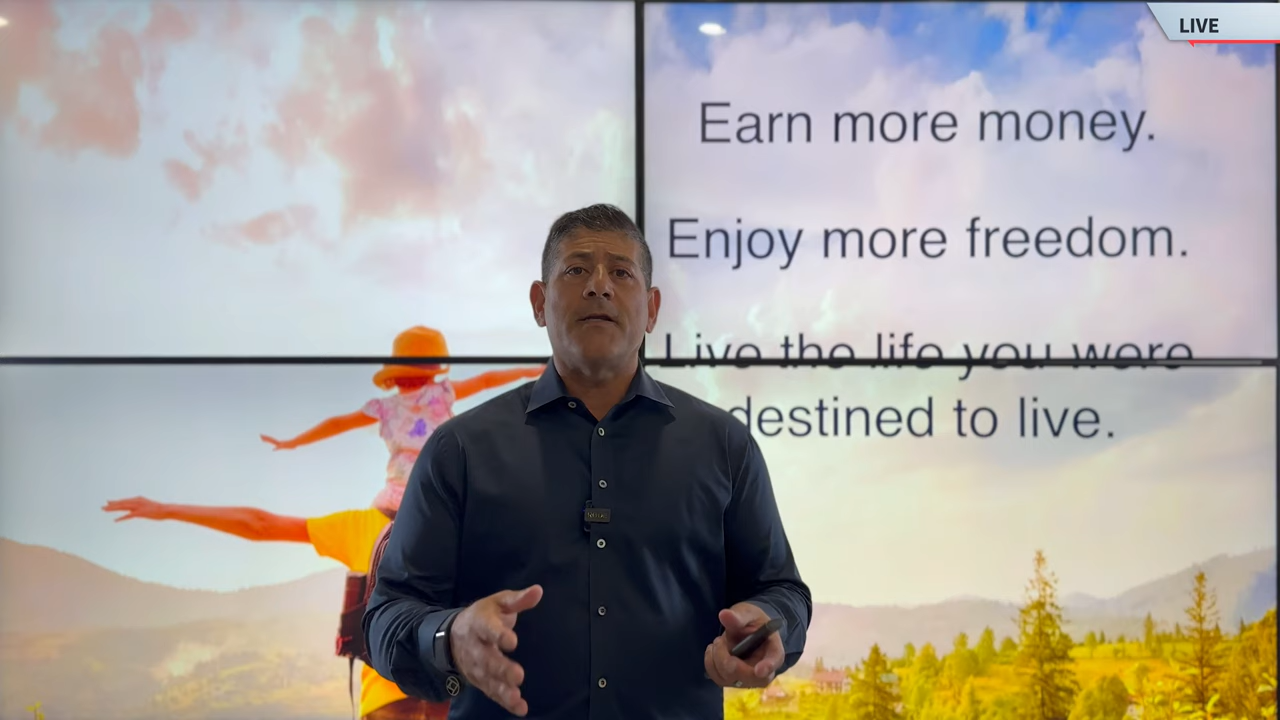 LIVE
Earn more money.
Enjoy more freedom.
Live the life you were
destined to live.